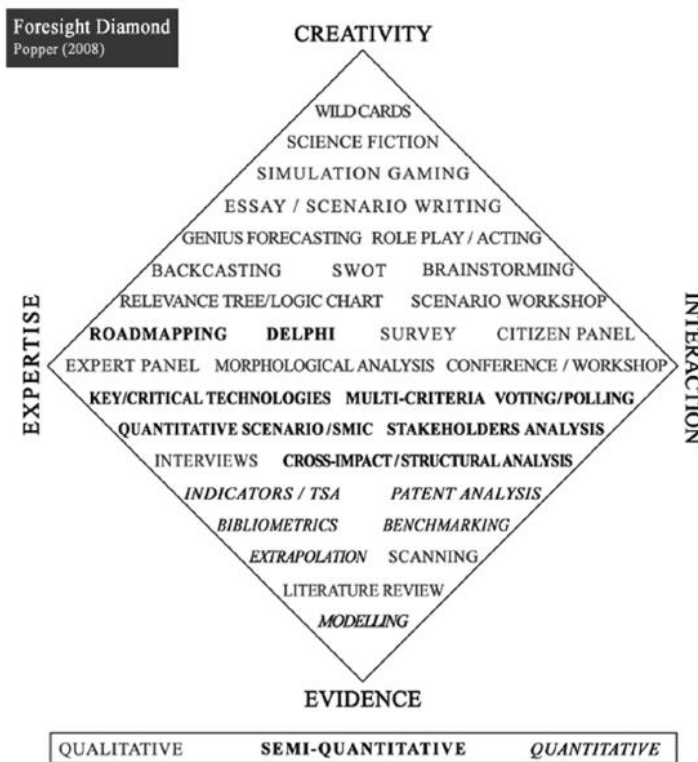 Foresight Diamond
Popper (2008)
CREATIVITY
WILD CARDS
SCIENCE FICTION
SIMULATION GAMING
ESSAY / SCENARIO WRITING
GENIUS FORECASTING ROLE PLAY / ACTING
BACKCASTING SWOT BRAINSTORMING
RELEVANCE TREE/LOGIC CHART SCENARIO WORKSHOP
ROADMAPPING DELPHI SURVEY CITIZEN PANEL
EXPERT PANEL MORPHOLOGICAL ANALYSIS CONFERENCE / WORKSHOP
KEY/CRITICAL TECHNOLOGIES MULTI-CRITERIA VOTING/POLLING
QUANTITATIVE SCENARIO/SMIC STAKEHOLDERS ANALYSIS
INTERVIEWS CROSS-IMPACT/STRUCTURAL ANALYSIS
INDICATORS / TSA PATENT ANALYSIS
BIBLIOMETRICS BENCHMARKING
EXTRAPOLATION SCANNING
LITERATURE REVIEW
MODELLING
EXPERTISE
INTERACTION
EVIDENCE
QUALITATIVE SEMI-QUANTITATIVE QUANTITATIVE